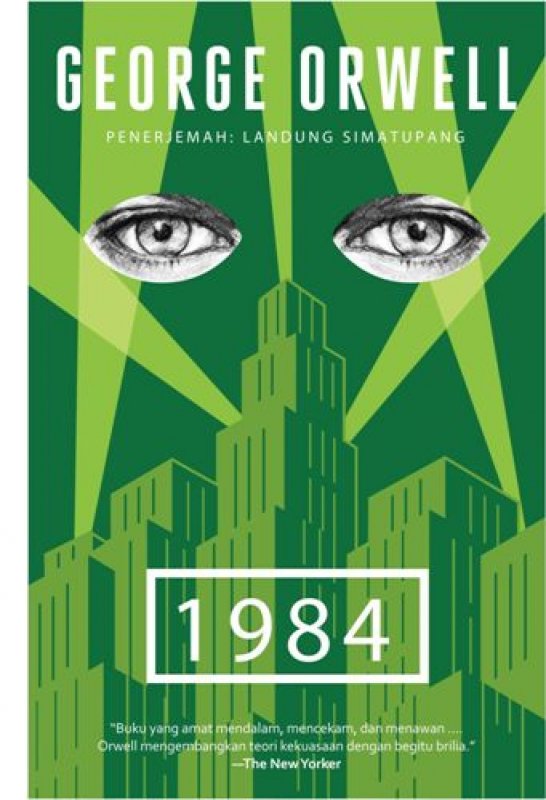 GEORGE ORWELL
PENERJEMAH: LANDUNG SIMATUPANG
1984
“Buku yang amat mendalam, mencekam, dan menawan ....
Orwell mengembangkan teori kekuasaan dengan begitu brilia.”
—The New Yorker